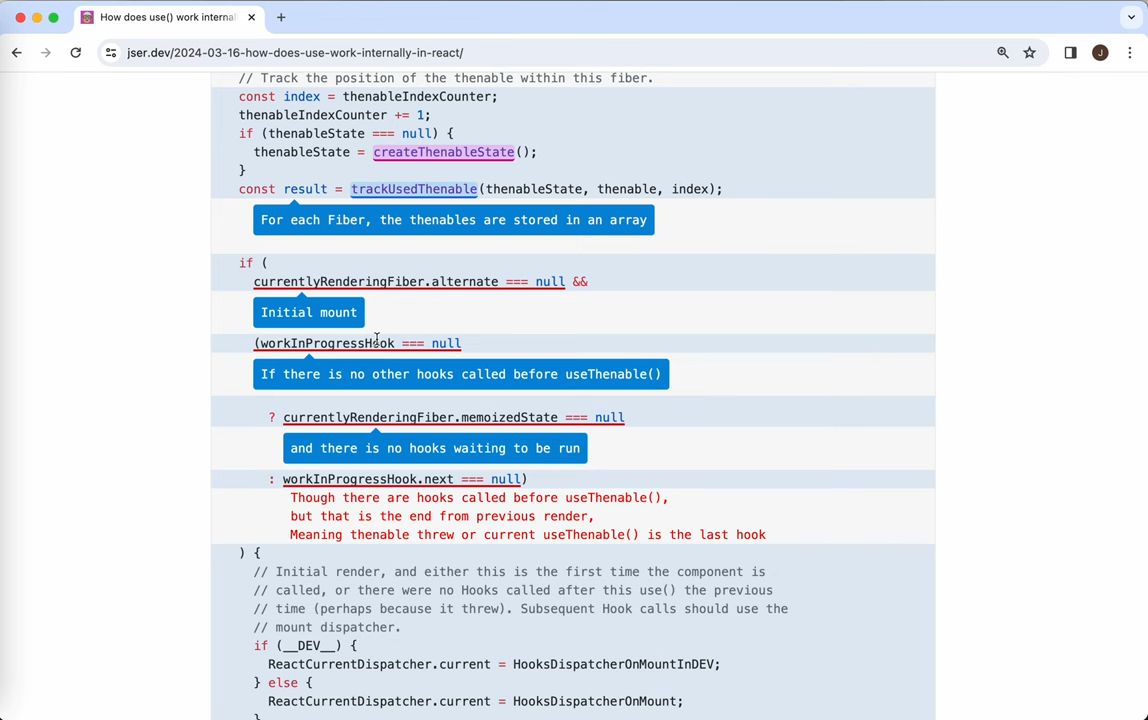 How does use() work internal
jser.dev/2024-03-16-how-does-use-work-internally-in-react/
J
// Track the position of the thenable within this fiber.
const index = thenableIndexCounter;
thenableIndexCounter += 1;
if (thenableState === null) {
thenableState = createThenableState();
}
const result = trackUsedThenable(thenableState, thenable, index);
For each Fiber, the thenables are stored in an array
if (
currentlyRenderingFiber.alternate === null &&
Initial mount
(workInProgressHook === null
If there is no other hooks called before useThenable()
? currentlyRenderingFiber.memoizedState === null
and there is no hooks waiting to be run
: workInProgressHook.next === null)
Though there are hooks called before useThenable(),
but that is the end from previous render,
Meaning thenable threw or current useThenable() is the last hook
) {
// Initial render, and either this is the first time the component is
// called, or there were no Hooks called after this use() the previous
// time (perhaps because it threw). Subsequent Hook calls should use the
// mount dispatcher.
if (__DEV__) {
ReactCurrentDispatcher.current = HooksDispatcherOnMountInDEV;
} else {
ReactCurrentDispatcher.current = HooksDispatcherOnMount;
}